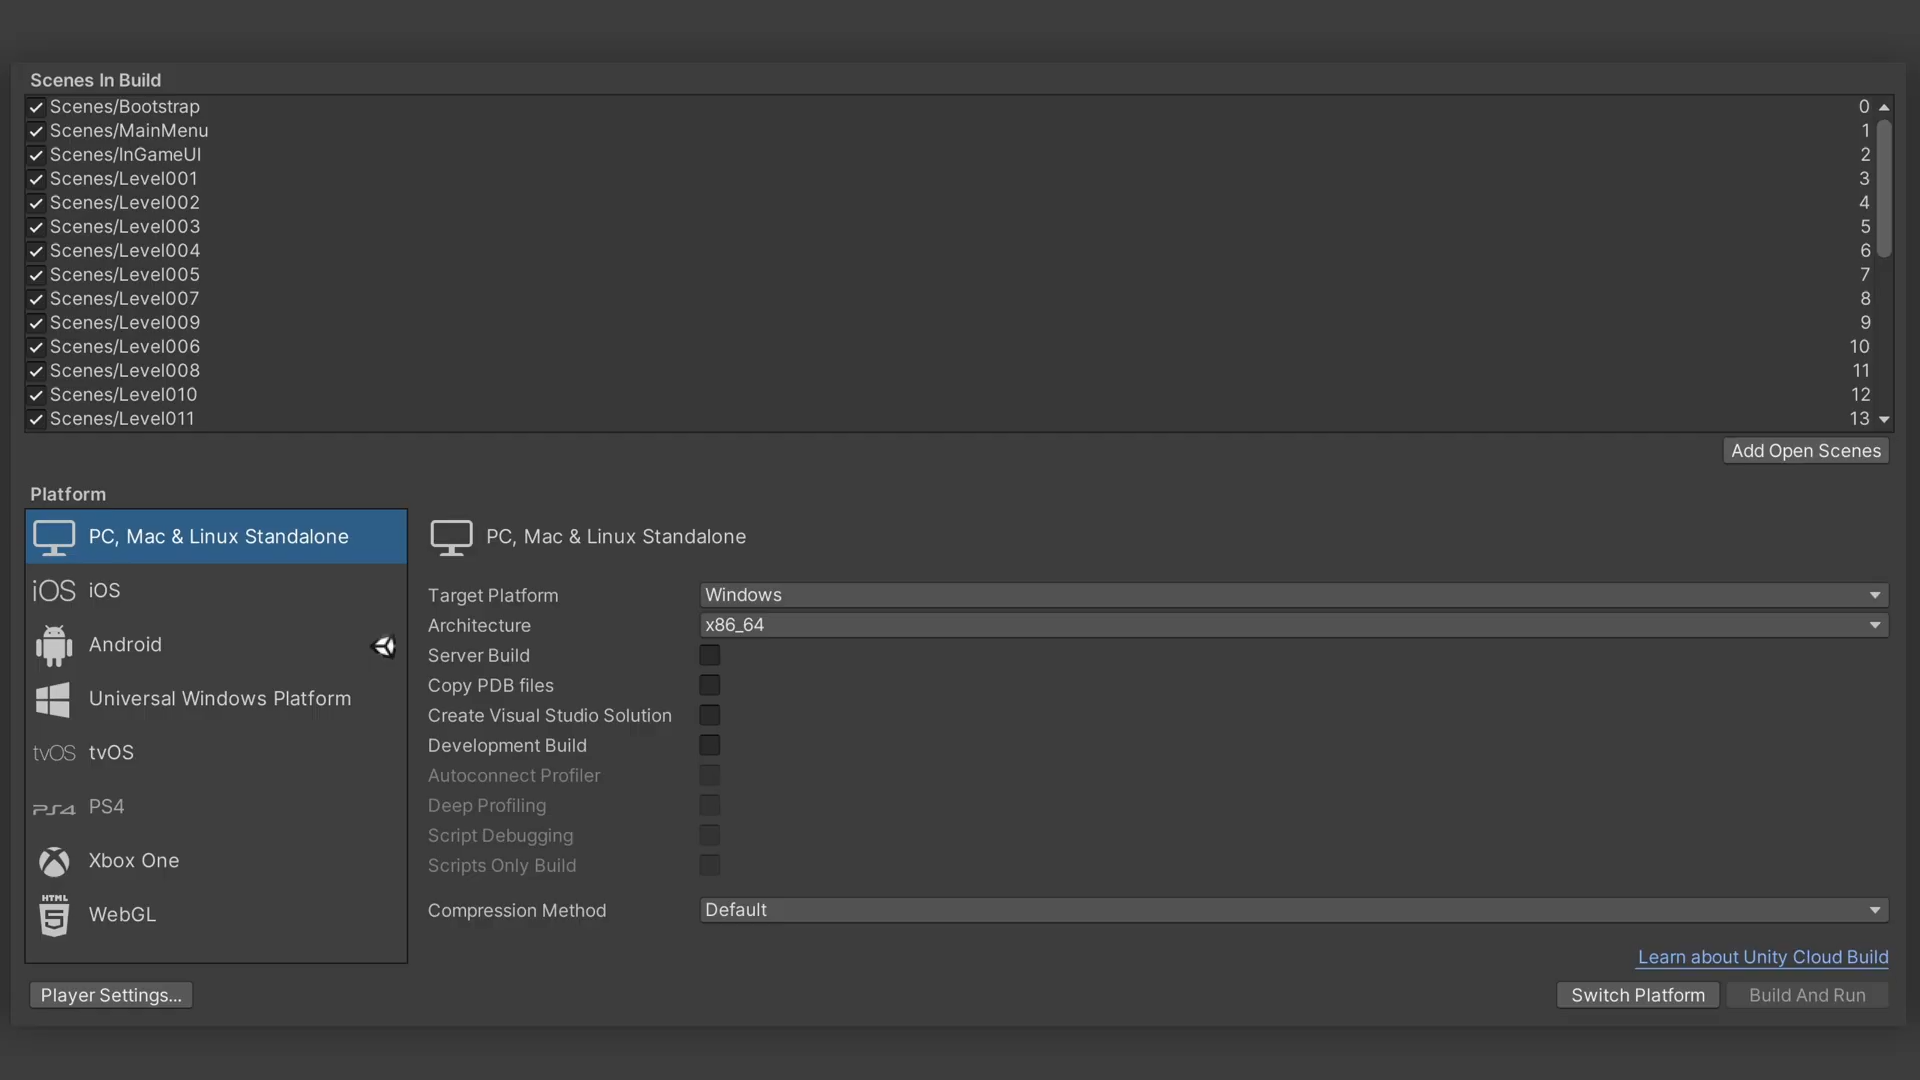 Scenes In Build
Scenes/Bootstrap 0
Scenes/MainMenu 1
Scenes/InGameUI 2
Scenes/Level001 3
Scenes/Level002 4
Scenes/Level003 5
Scenes/Level004 6
Scenes/Level005 7
Scenes/Level007 8
Scenes/Level009 9
Scenes/Level006 10
Scenes/Level008 11
Scenes/Level010 12
Scenes/Level011 13
Add Open Scenes
Platform
PC, Mac & Linux Standalone
iOS iOS
Android
Universal Windows Platform
tvOS tvOS
PS4 PS4
Xbox One
HTML 5 WebGL
PC, Mac & Linux Standalone
Target Platform Windows
Architecture x86_64
Server Build
Copy PDB files
Create Visual Studio Solution
Development Build
Autoconnect Profiler
Deep Profiling
Script Debugging
Scripts Only Build
Compression Method Default
Learn about Unity Cloud Build
Player Settings...
Switch Platform
Build And Run